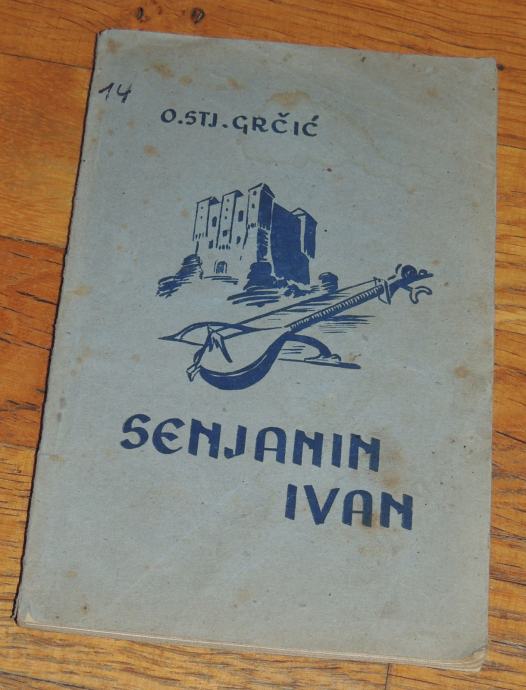 14
O.STJ.GRČIĆ
SENJANIN
IVAN